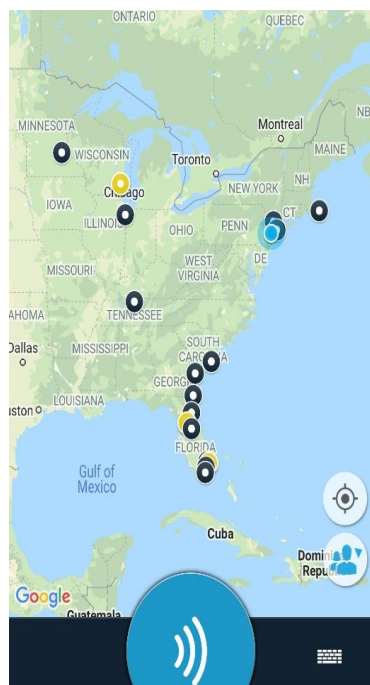 ONTARIO
QUEBEC
MINNESOTA
Montreal
NB
MAINE
WISCONSIN
Toronto
NH
NEW YORK
Chicago
CT
IOWA
ILLINOIS
OHIO
PENN
DE
WEST
VIRGINIA
MISSOURI
AHOMA
TENNESSEE
Dallas
MISSISSIPPI
SOUTH
CAROLINA
GEORGIA
LOUISIANA
uston
FLORIDA
Gulf of
Mexico
Cuba
Domini
Repu
Google
Guatemala